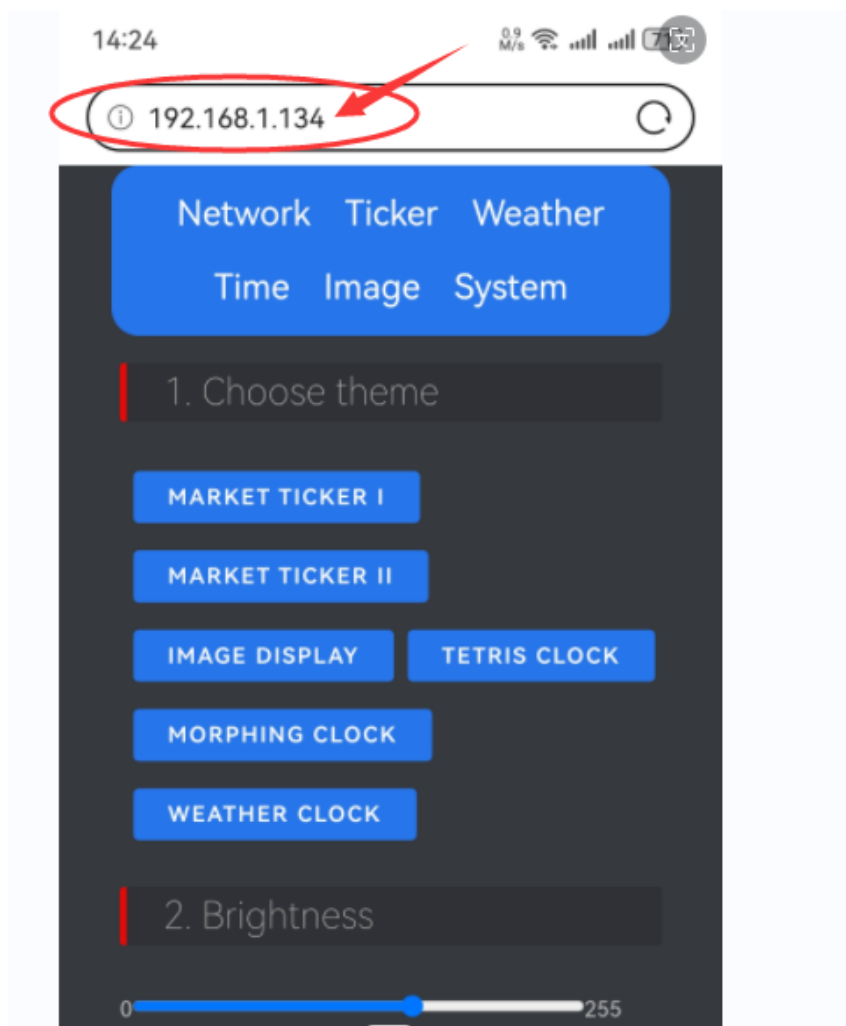 14:24 0.9 M/s
192.168.1.134
Network Ticker Weather
Time Image System
1. Choose theme
MARKET TICKER I
MARKET TICKER II
IMAGE DISPLAY TETRIS CLOCK
MORPHING CLOCK
WEATHER CLOCK
2. Brightness
0 255